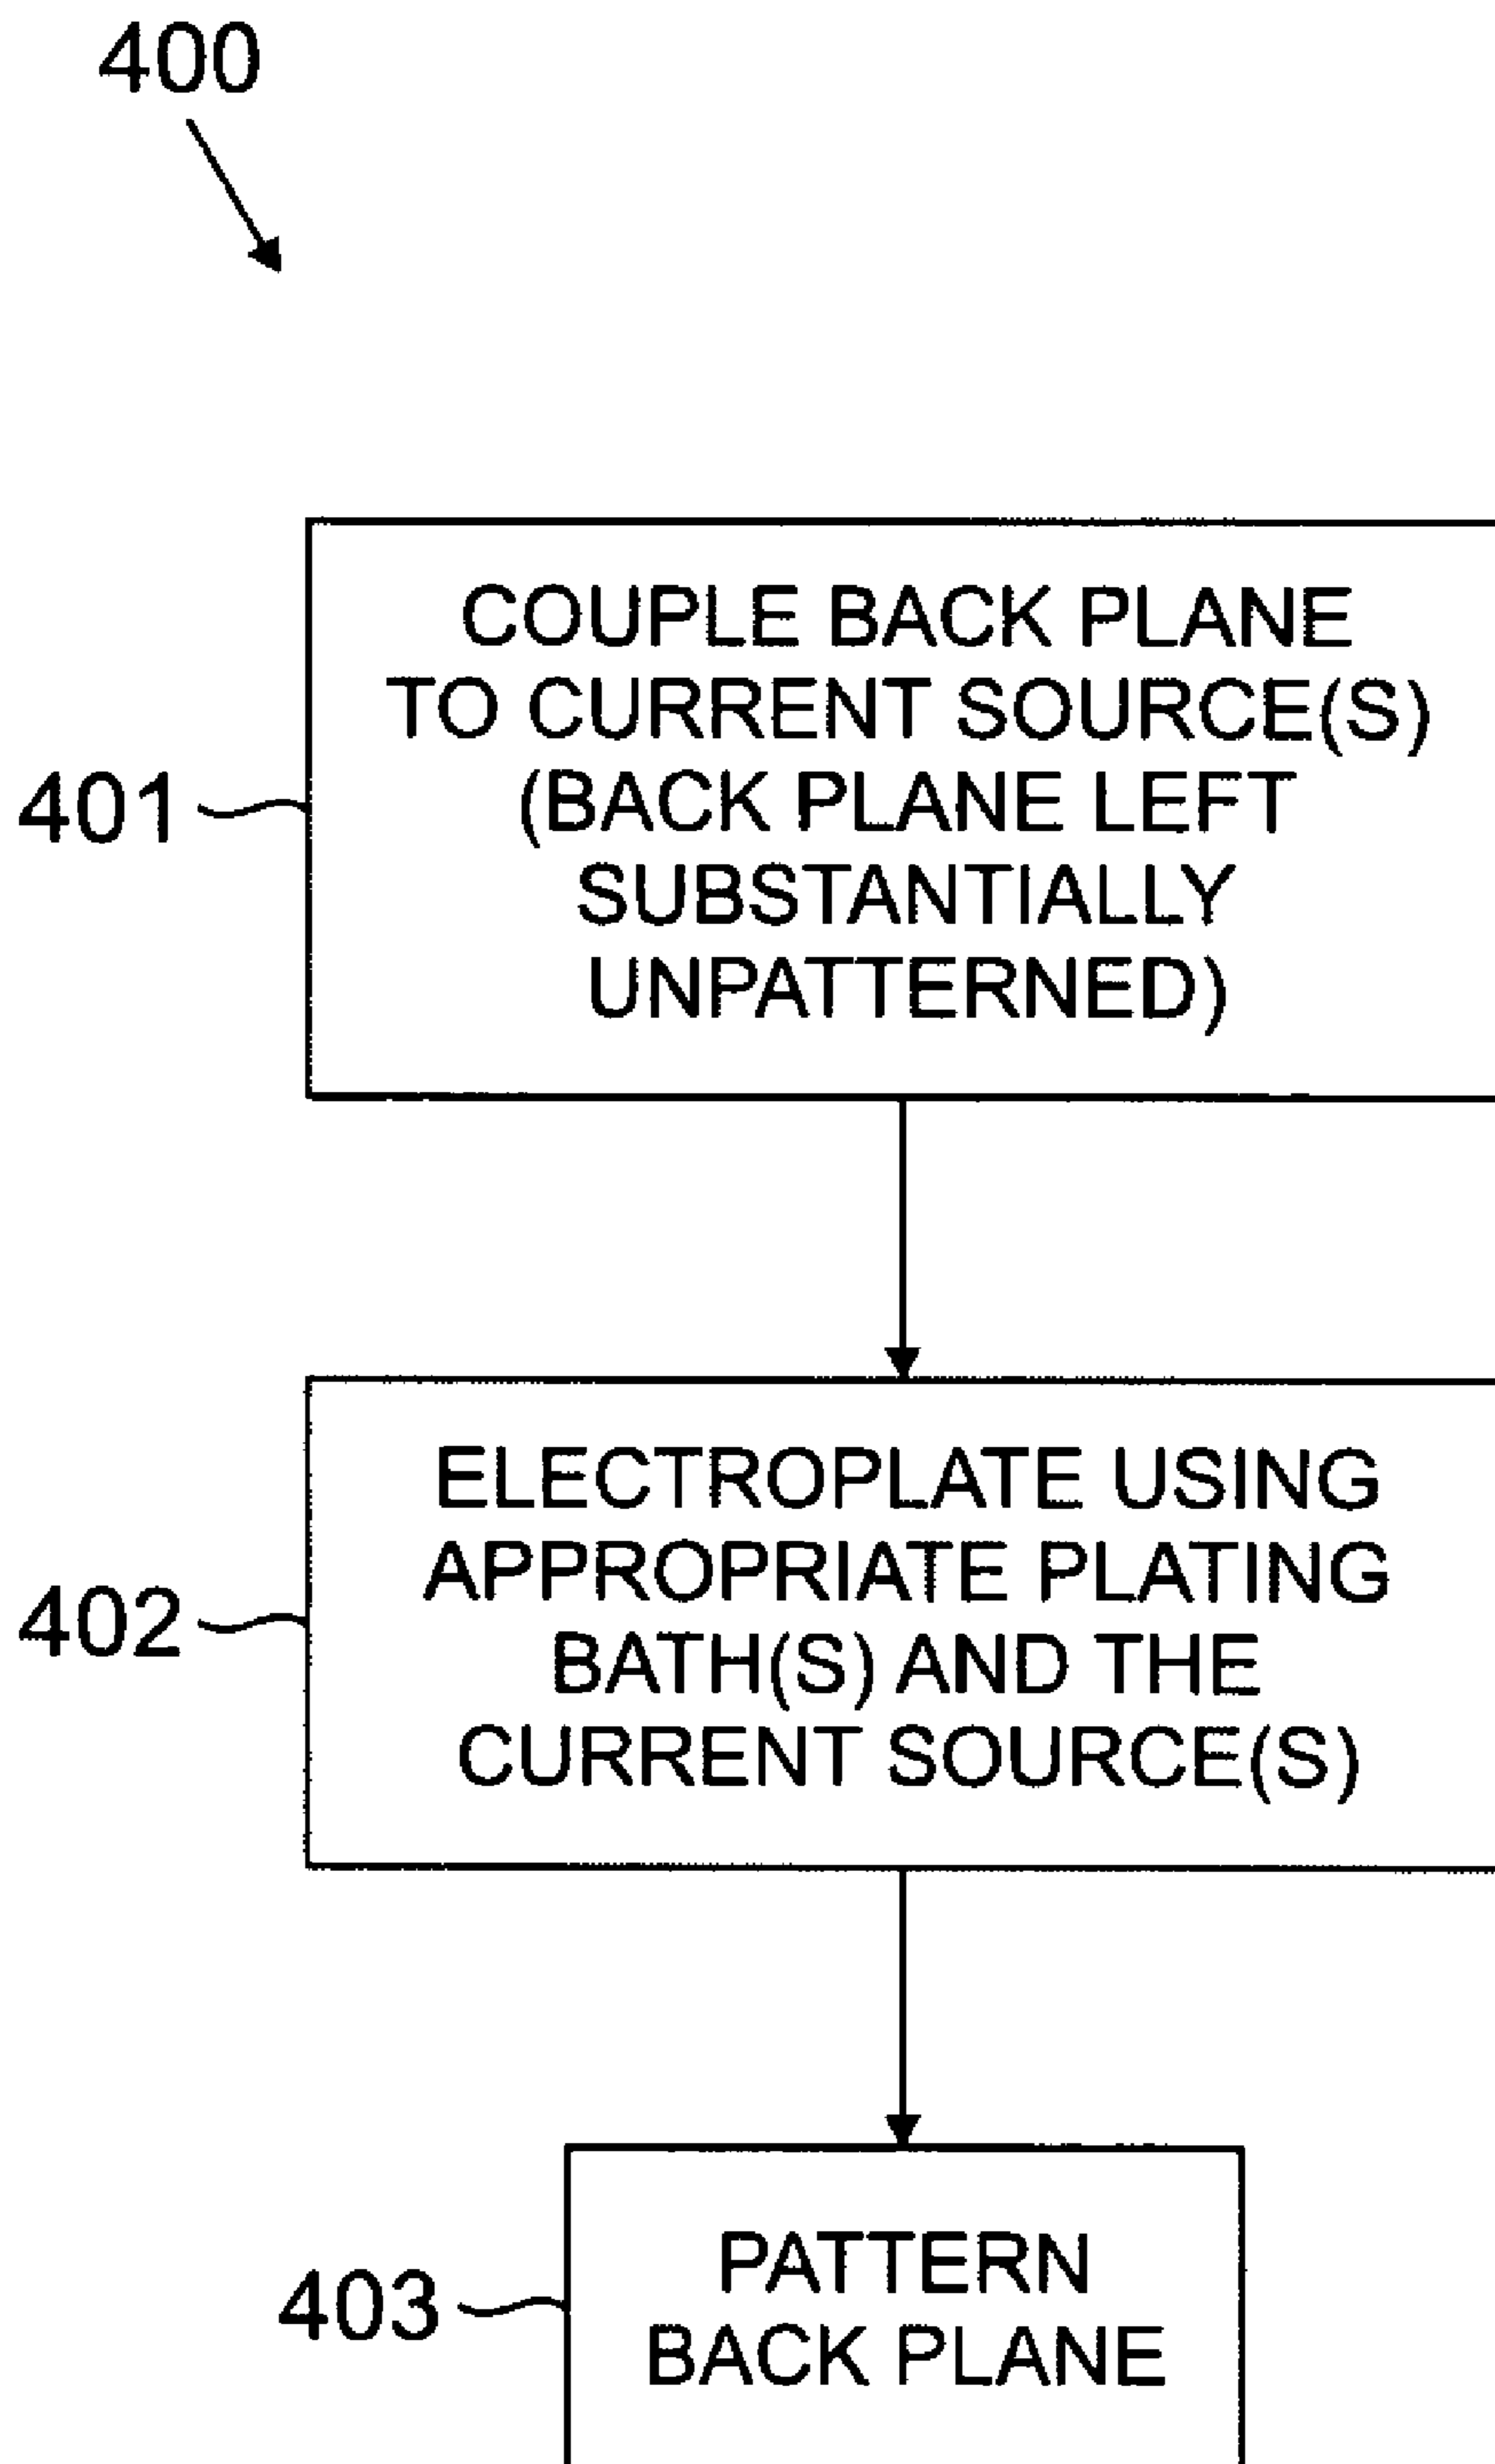 400
COUPLE BACK PLANE
TO CURRENT SOURCE(S)
(BACK PLANE LEFT
SUBSTANTIALLY
UNPATTERNED)
401
ELECTROPLATE USING
APPROPRIATE PLATING
BATH(S) AND THE
CURRENT SOURCE(S)
402
PATTERN
BACK PLANE
403